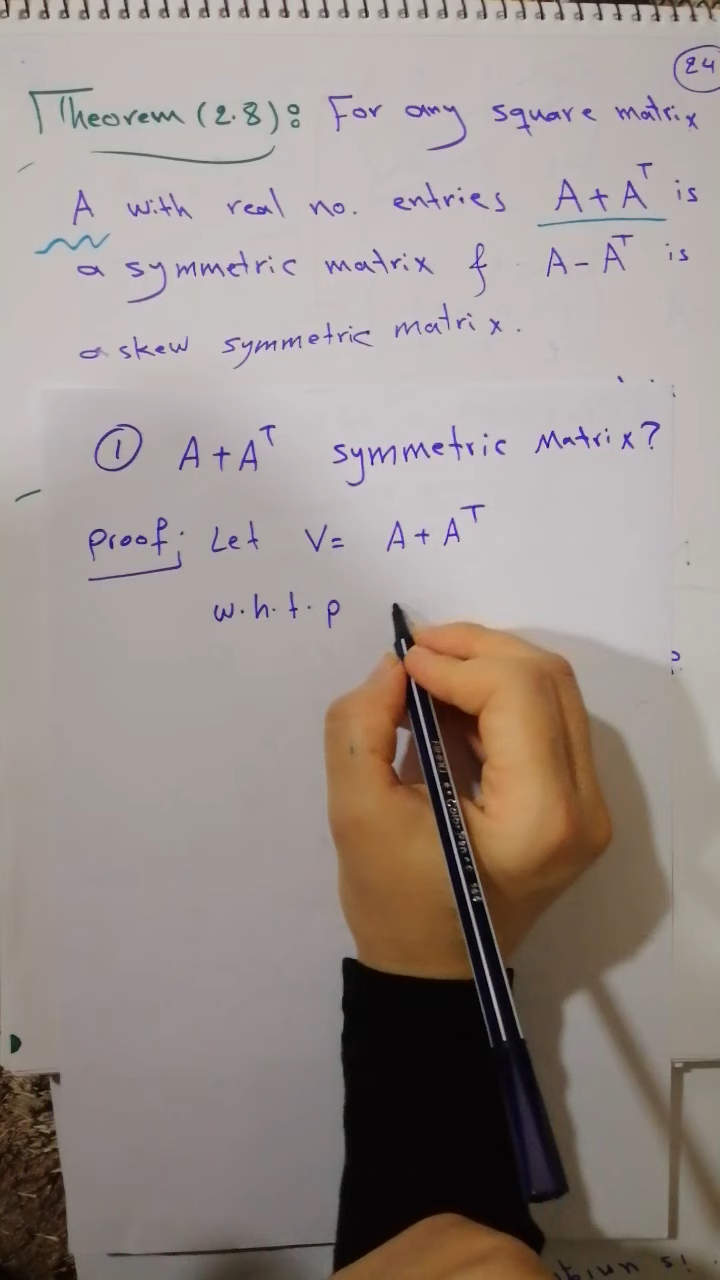 24
Theorem (2.8): For any square matrix
A with real no. entries A + Aᵀ is
a symmetric matrix & A - Aᵀ is
a skew symmetric matrix.
① A + Aᵀ symmetric Matrix?
Proof: Let V = A + Aᵀ
w.h.t.p